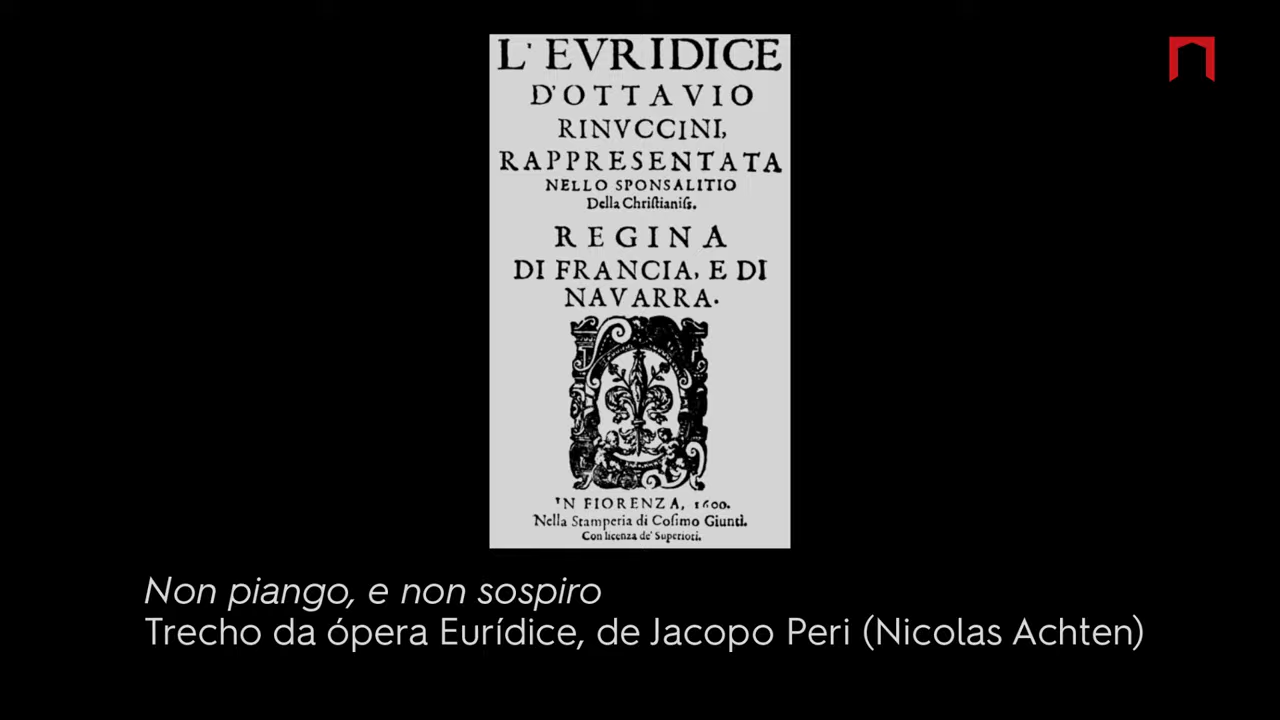 L'EVRIDICE
D'OTTAVIO
RINVCCINI,
RAPPRESENTATA
NELLO SPONSALITIO
Della Chriſtianiſs.
REGINA
DI FRANCIA, E DI
NAVARRA.
IN FIORENZA, 1600.
Nella Stamperia di Coſimo Giunti.
Con licenza de' Superiori.
Non piango, e non sospiro
Trecho da ópera Eurídice, de Jacopo Peri (Nicolas Achten)